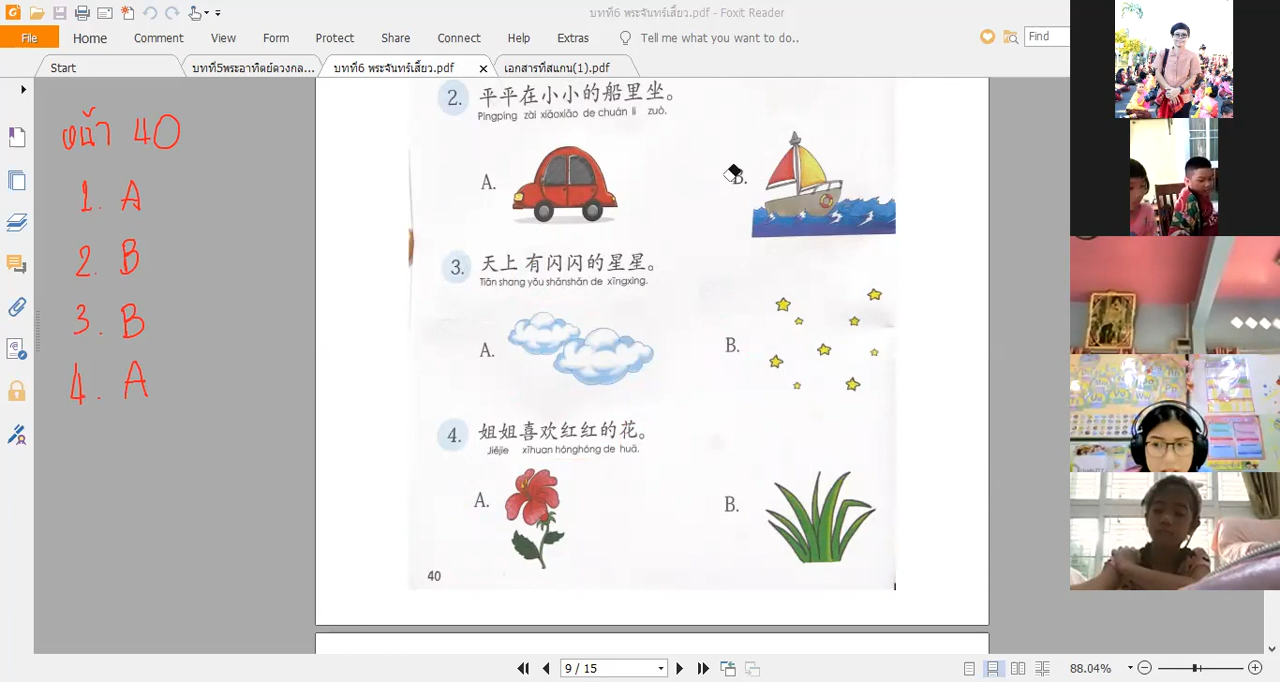 บทที่6 พระจันทร์เสี้ยว.pdf - Foxit Reader
File Home Comment View Form Protect Share Connect Help Extras Tell me what you want to do.. Find
Start บทที่5พระอาทิตย์ดวงกล... บทที่6 พระจันทร์เสี้ยว.pdf เอกสารที่สแกน(1).pdf
หน้า 40
1. A
2. B
3. B
4. A
2. 平平在小小的船里坐。
Píngping zài xiǎoxiǎo de chuán li zuò.
A. B.
3. 天上 有闪闪的星星。
Tiān shang yǒu shǎnshǎn de xīngxing.
A. B.
4. 姐姐喜欢红红的花。
Jiějie xǐhuan hónghóng de huā.
A. B.
40
9 / 15
88.04%